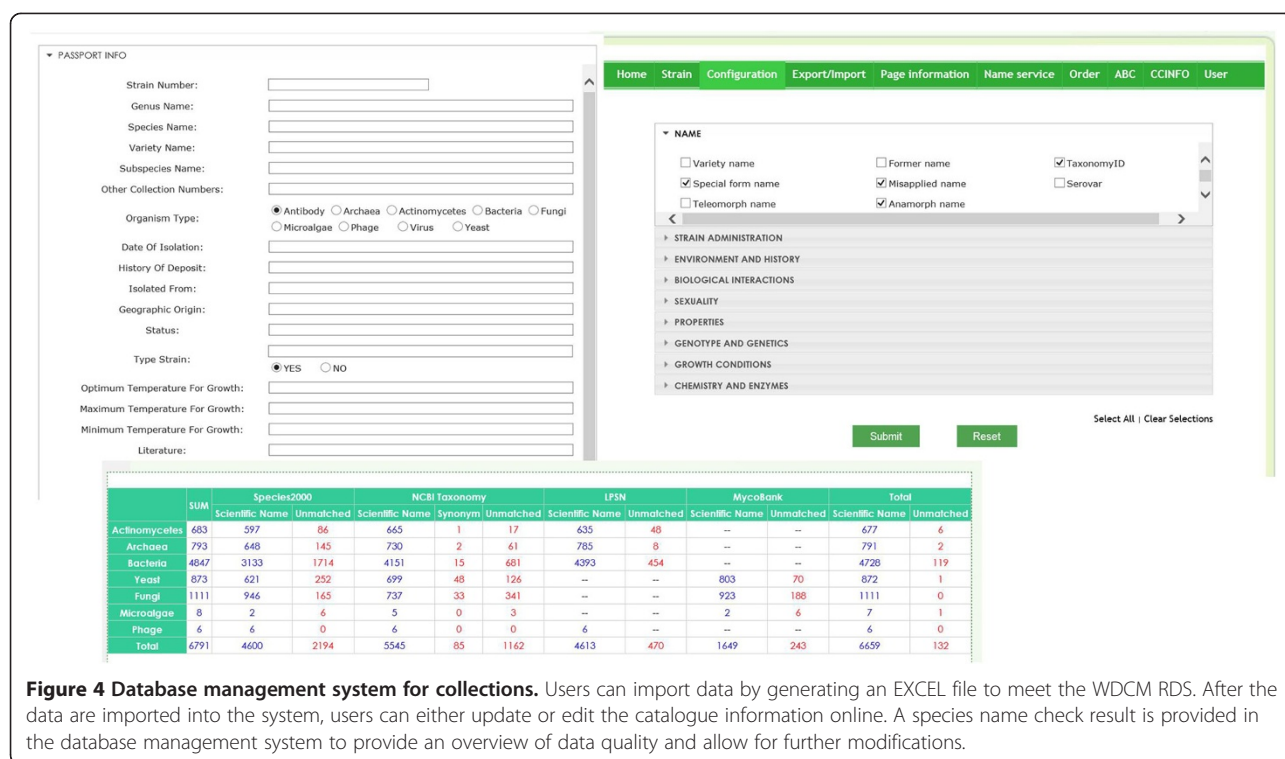 PASSPORT INFO
Strain Number:
Genus Name:
Species Name:
Variety Name:
Subspecies Name:
Other Collection Numbers:
Organism Type:
Antibody Archaea Actinomycetes Bacteria Fungi
Microalgae Phage Virus Yeast
Date Of Isolation:
History Of Deposit:
Isolated From:
Geographic Origin:
Status:
Type Strain:
YES NO
Optimum Temperature For Growth:
Maximum Temperature For Growth:
Minimum Temperature For Growth:
Literature:
Home Strain Configuration Export/Import Page information Name service Order ABC CCINFO User
NAME
Variety name Former name TaxonomyID
Special form name Misapplied name Serovar
Teleomorph name Anamorph name
STRAIN ADMINISTRATION
ENVIRONMENT AND HISTORY
BIOLOGICAL INTERACTIONS
SEXUALITY
PROPERTIES
GENOTYPE AND GENETICS
GROWTH CONDITIONS
CHEMISTRY AND ENZYMES
Select All | Clear Selections
Submit Reset
SUM Species2000 NCBI Taxonomy LPSN MycoBank Total
Scientific Name Unmatched Scientific Name Synonym Unmatched Scientific Name Unmatched Scientific Name Unmatched Scientific Name Unmatched
Actinomycetes 683 597 86 665 1 17 635 48 -- -- 677 6
Archaea 793 648 145 730 2 61 785 8 -- -- 791 2
Bacteria 4847 3133 1714 4151 15 681 4393 454 -- -- 4728 119
Yeast 873 621 252 699 48 126 -- -- 803 70 872 1
Fungi 1111 946 165 737 33 341 -- -- 923 188 1111 0
Microalgae 8 2 6 5 0 3 -- -- 2 6 7 1
Phage 6 6 0 6 0 0 6 -- -- -- 6 0
Total 6791 4600 2194 5545 85 1162 4613 470 1649 243 6659 132
Figure 4 Database management system for collections. Users can import data by generating an EXCEL file to meet the WDCM RDS. After the
data are imported into the system, users can either update or edit the catalogue information online. A species name check result is provided in
the database management system to provide an overview of data quality and allow for further modifications.